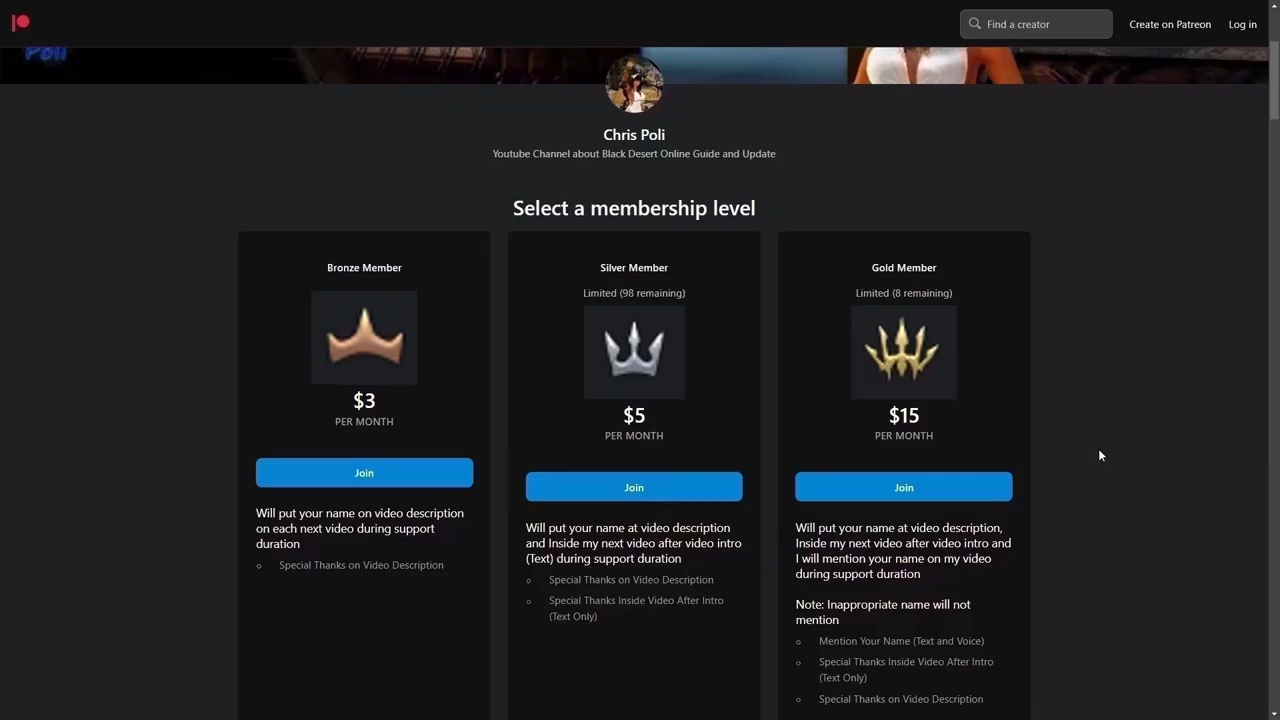 Find a creator
Create on Patreon
Log in
Poli
Chris Poli
Youtube Channel about Black Desert Online Guide and Update
Select a membership level
Bronze Member
$3
PER MONTH
Join
Will put your name on video description
on each next video during support
duration
Special Thanks on Video Description
Silver Member
Limited (98 remaining)
$5
PER MONTH
Join
Will put your name at video description
and Inside my next video after video intro
(Text) during support duration
Special Thanks on Video Description
Special Thanks Inside Video After Intro
(Text Only)
Gold Member
Limited (8 remaining)
$15
PER MONTH
Join
Will put your name at video description,
Inside my next video after video intro and
I will mention your name on my video
during support duration
Note: Inappropriate name will not
mention
Mention Your Name (Text and Voice)
Special Thanks Inside Video After Intro
(Text Only)
Special Thanks on Video Description